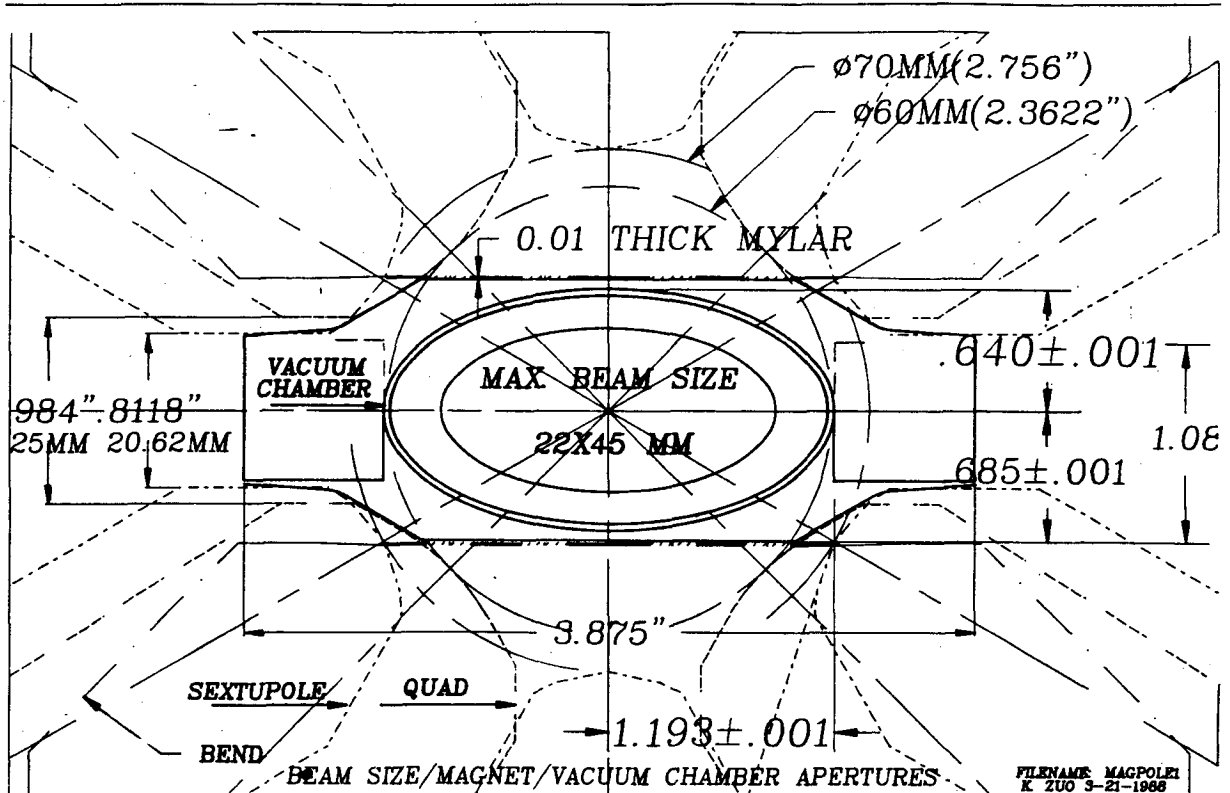 ø70MM(2.756")
ø60MM(2.3622")
0.01 THICK MYLAR
.640±.001
VACUUM
CHAMBER
MAX. BEAM SIZE
984" .8118"
25MM 20.62MM
22X45 MM
.685±.001
1.08
3.875"
SEXTUPOLE
QUAD
1.193±.001
BEND
BEAM SIZE/MAGNET/VACUUM CHAMBER APERTURES
FILENAME: MAGPOLE1
K. ZUO 3-21-1988